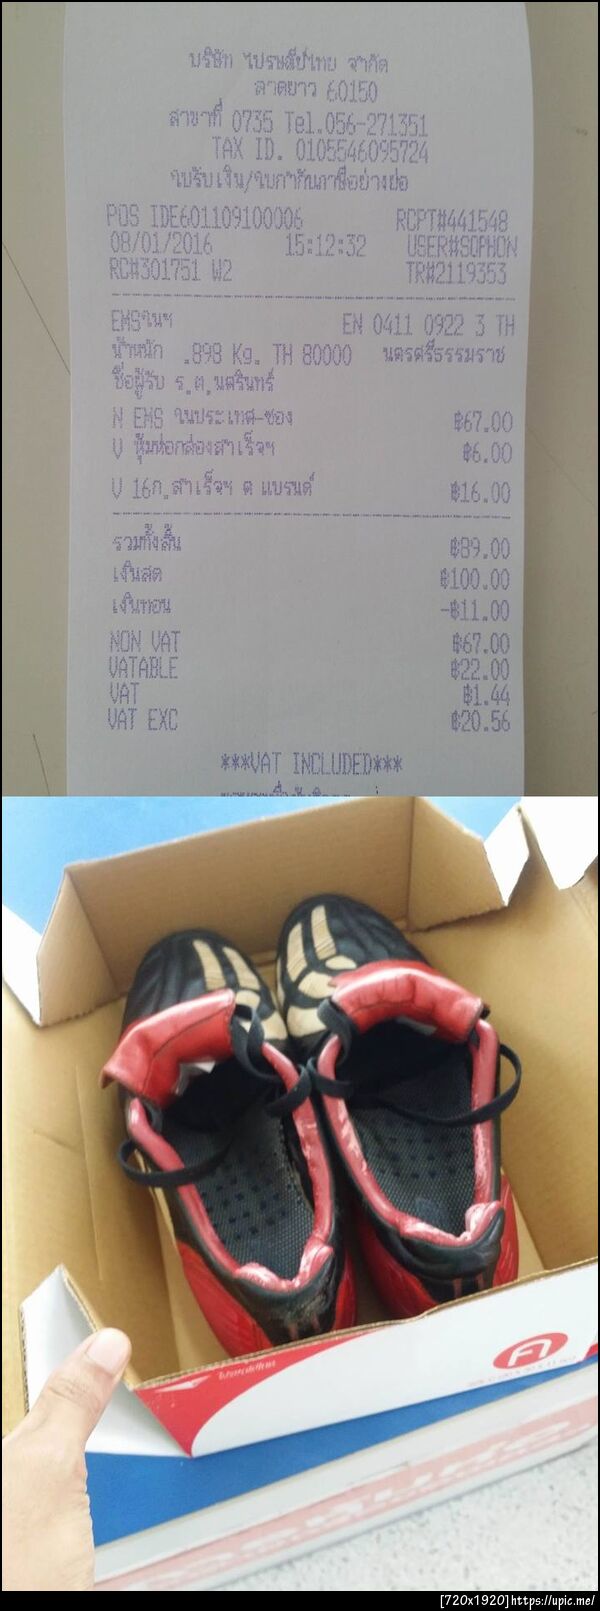 บริษัท ไปรษณีย์ไทย จำกัด
ลาดยาว 60150
สาขาที่ 0735 Tel.056-271351
TAX ID. 0105546095724
ใบรับเงิน/ใบกำกับภาษีอย่างย่อ
POS IDE601109100006 RCPT#441548
08/01/2016 15:12:32 USER#SOPHON
RC#301751 W2 TR#2119353
EMSในฯ EN 0411 0922 3 TH
น้ำหนัก .898 Kg. TH 80000 นครศรีธรรมราช
ชื่อผู้รับ ร.ต.นครินทร์
N EMS ในประเทศ-ซอง ฿67.00
V หุ้มห่อกล่องสำเร็จฯ ฿6.00
V 16ก.สำเร็จฯ ค แบรนด์ ฿16.00
รวมทั้งสิ้น ฿89.00
เงินสด ฿100.00
เงินทอน -฿11.00
NON VAT ฿67.00
VATABLE ฿22.00
VAT ฿1.44
VAT EXC ฿20.56
***VAT INCLUDED***
ไปรษณีย์ไทย
ค
[720x1920]https://upic.me/